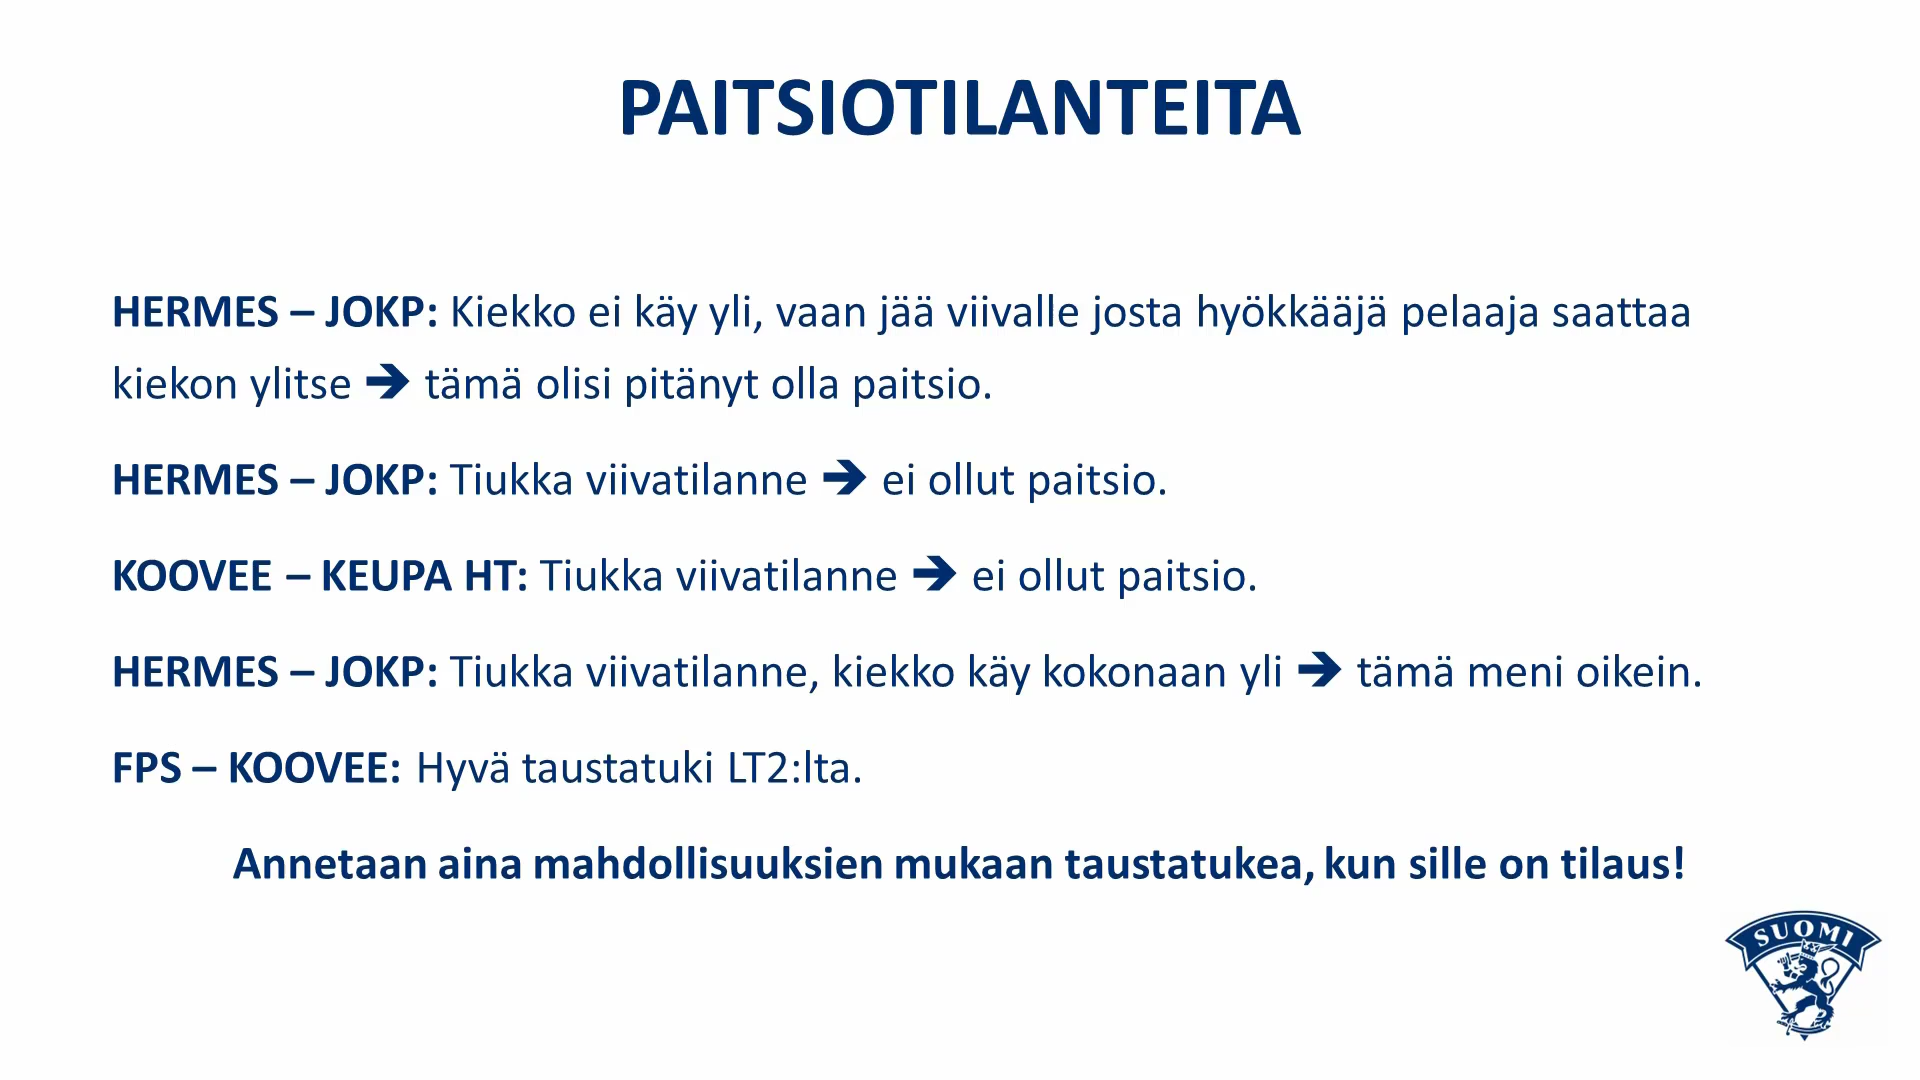 PAITSIOTILANTEITA
HERMES – JOKP: Kiekko ei käy yli, vaan jää viivalle josta hyökkääjä pelaaja saattaa
kiekon ylitse ➔ tämä olisi pitänyt olla paitsio.
HERMES – JOKP: Tiukka viivatilanne ➔ ei ollut paitsio.
KOOVEE – KEUPA HT: Tiukka viivatilanne ➔ ei ollut paitsio.
HERMES – JOKP: Tiukka viivatilanne, kiekko käy kokonaan yli ➔ tämä meni oikein.
FPS – KOOVEE: Hyvä taustatuki LT2:lta.
Annetaan aina mahdollisuuksien mukaan taustatukea, kun sille on tilaus!
SUOMI